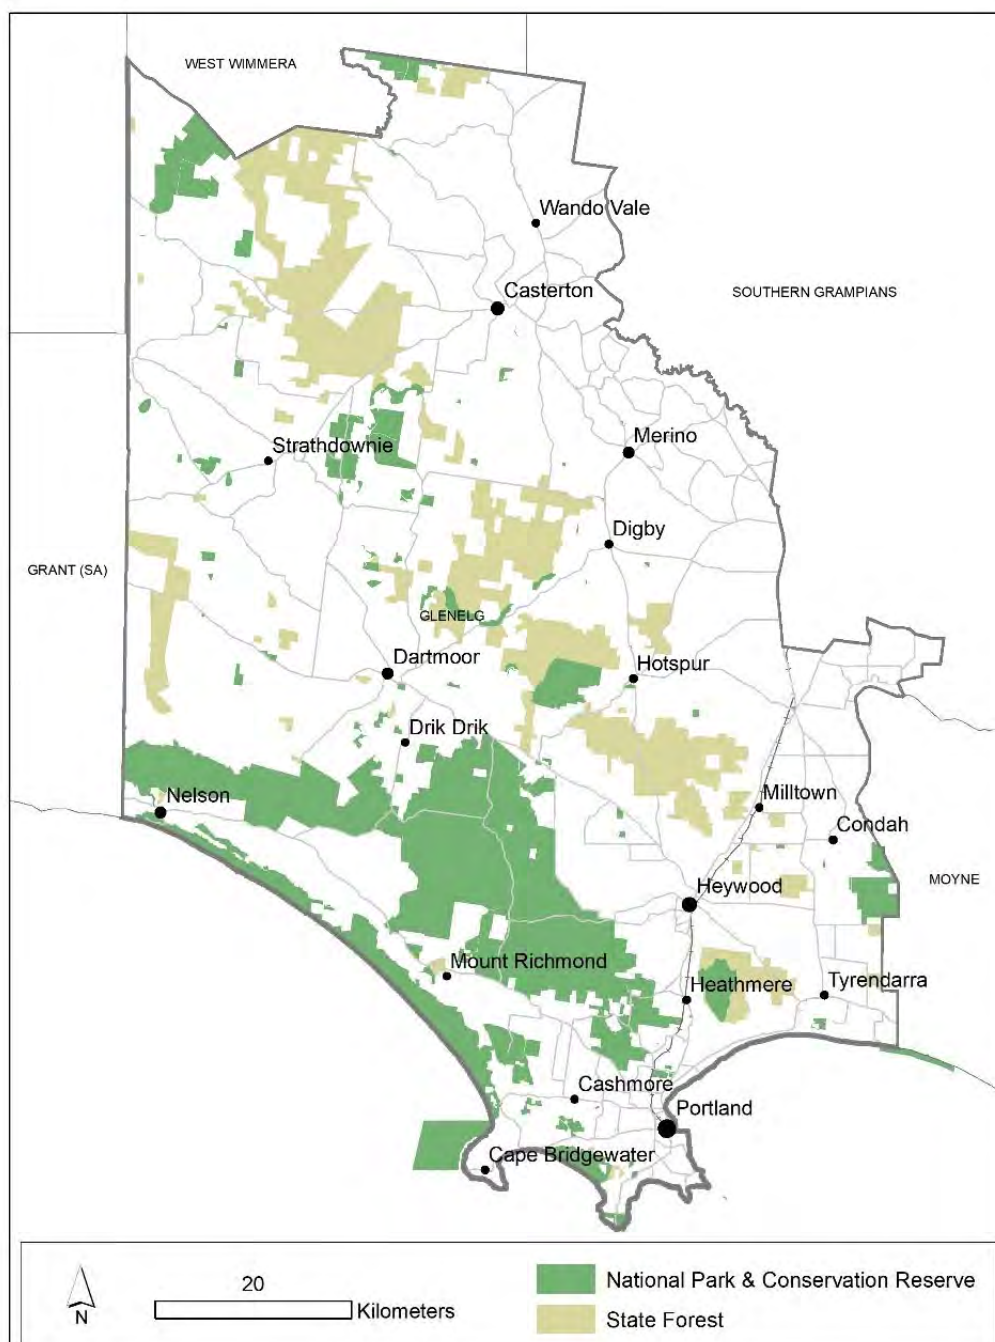 WEST WIMMERA
Wando Vale
Casterton
SOUTHERN GRAMPIANS
Merino
Strathdownie
Digby
GRANT (SA)
GLENELG
Dartmoor
Hotspur
Drik Drik
Nelson
Milltown
Condah
MOYNE
Heywood
Mount Richmond
Heathmere
Tyrendarra
Cashmore
Portland
Cape Bridgewater
N
20
Kilometers
National Park & Conservation Reserve
State Forest